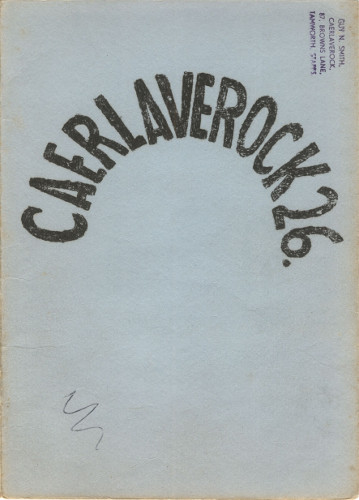 GUY N. SMITH,
CAERLAVEROCK,
87, BROWNS LANE,
TAMWORTH. STAFFS
CAERLAVEROCK 26.